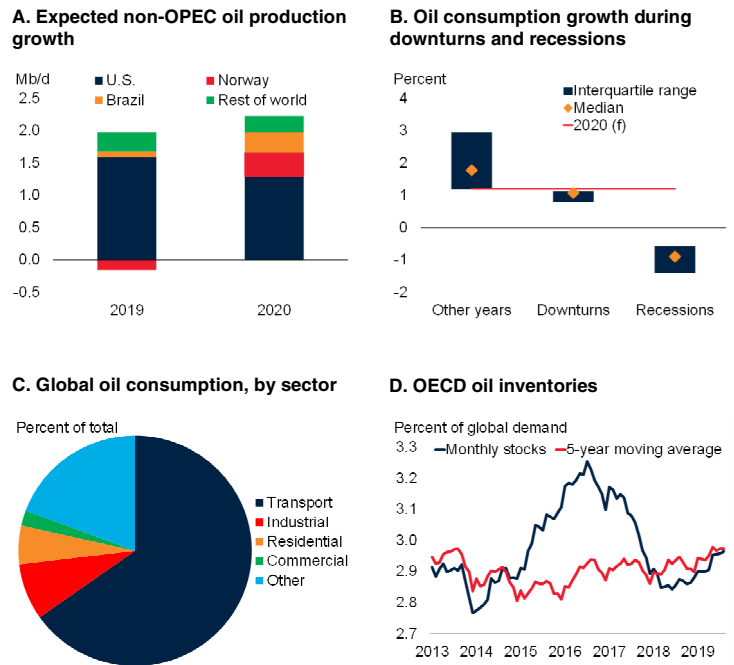 A. Expected non-OPEC oil production
growth
Mb/d
U.S.
Norway
Brazil
Rest of world
2.5
2.0
1.5
1.0
0.5
0.0
-0.5
2019
2020
B. Oil consumption growth during
downturns and recessions
Percent
Interquartile range
Median
2020 (f)
4
3
2
1
0
-1
-2
Other years
Downturns
Recessions
C. Global oil consumption, by sector
Percent of total
Transport
Industrial
Residential
Commercial
Other
D. OECD oil inventories
Percent of global demand
Monthly stocks
5-year moving average
3.3
3.2
3.1
3.0
2.9
2.8
2.7
2013 2014 2015 2016 2017 2018 2019